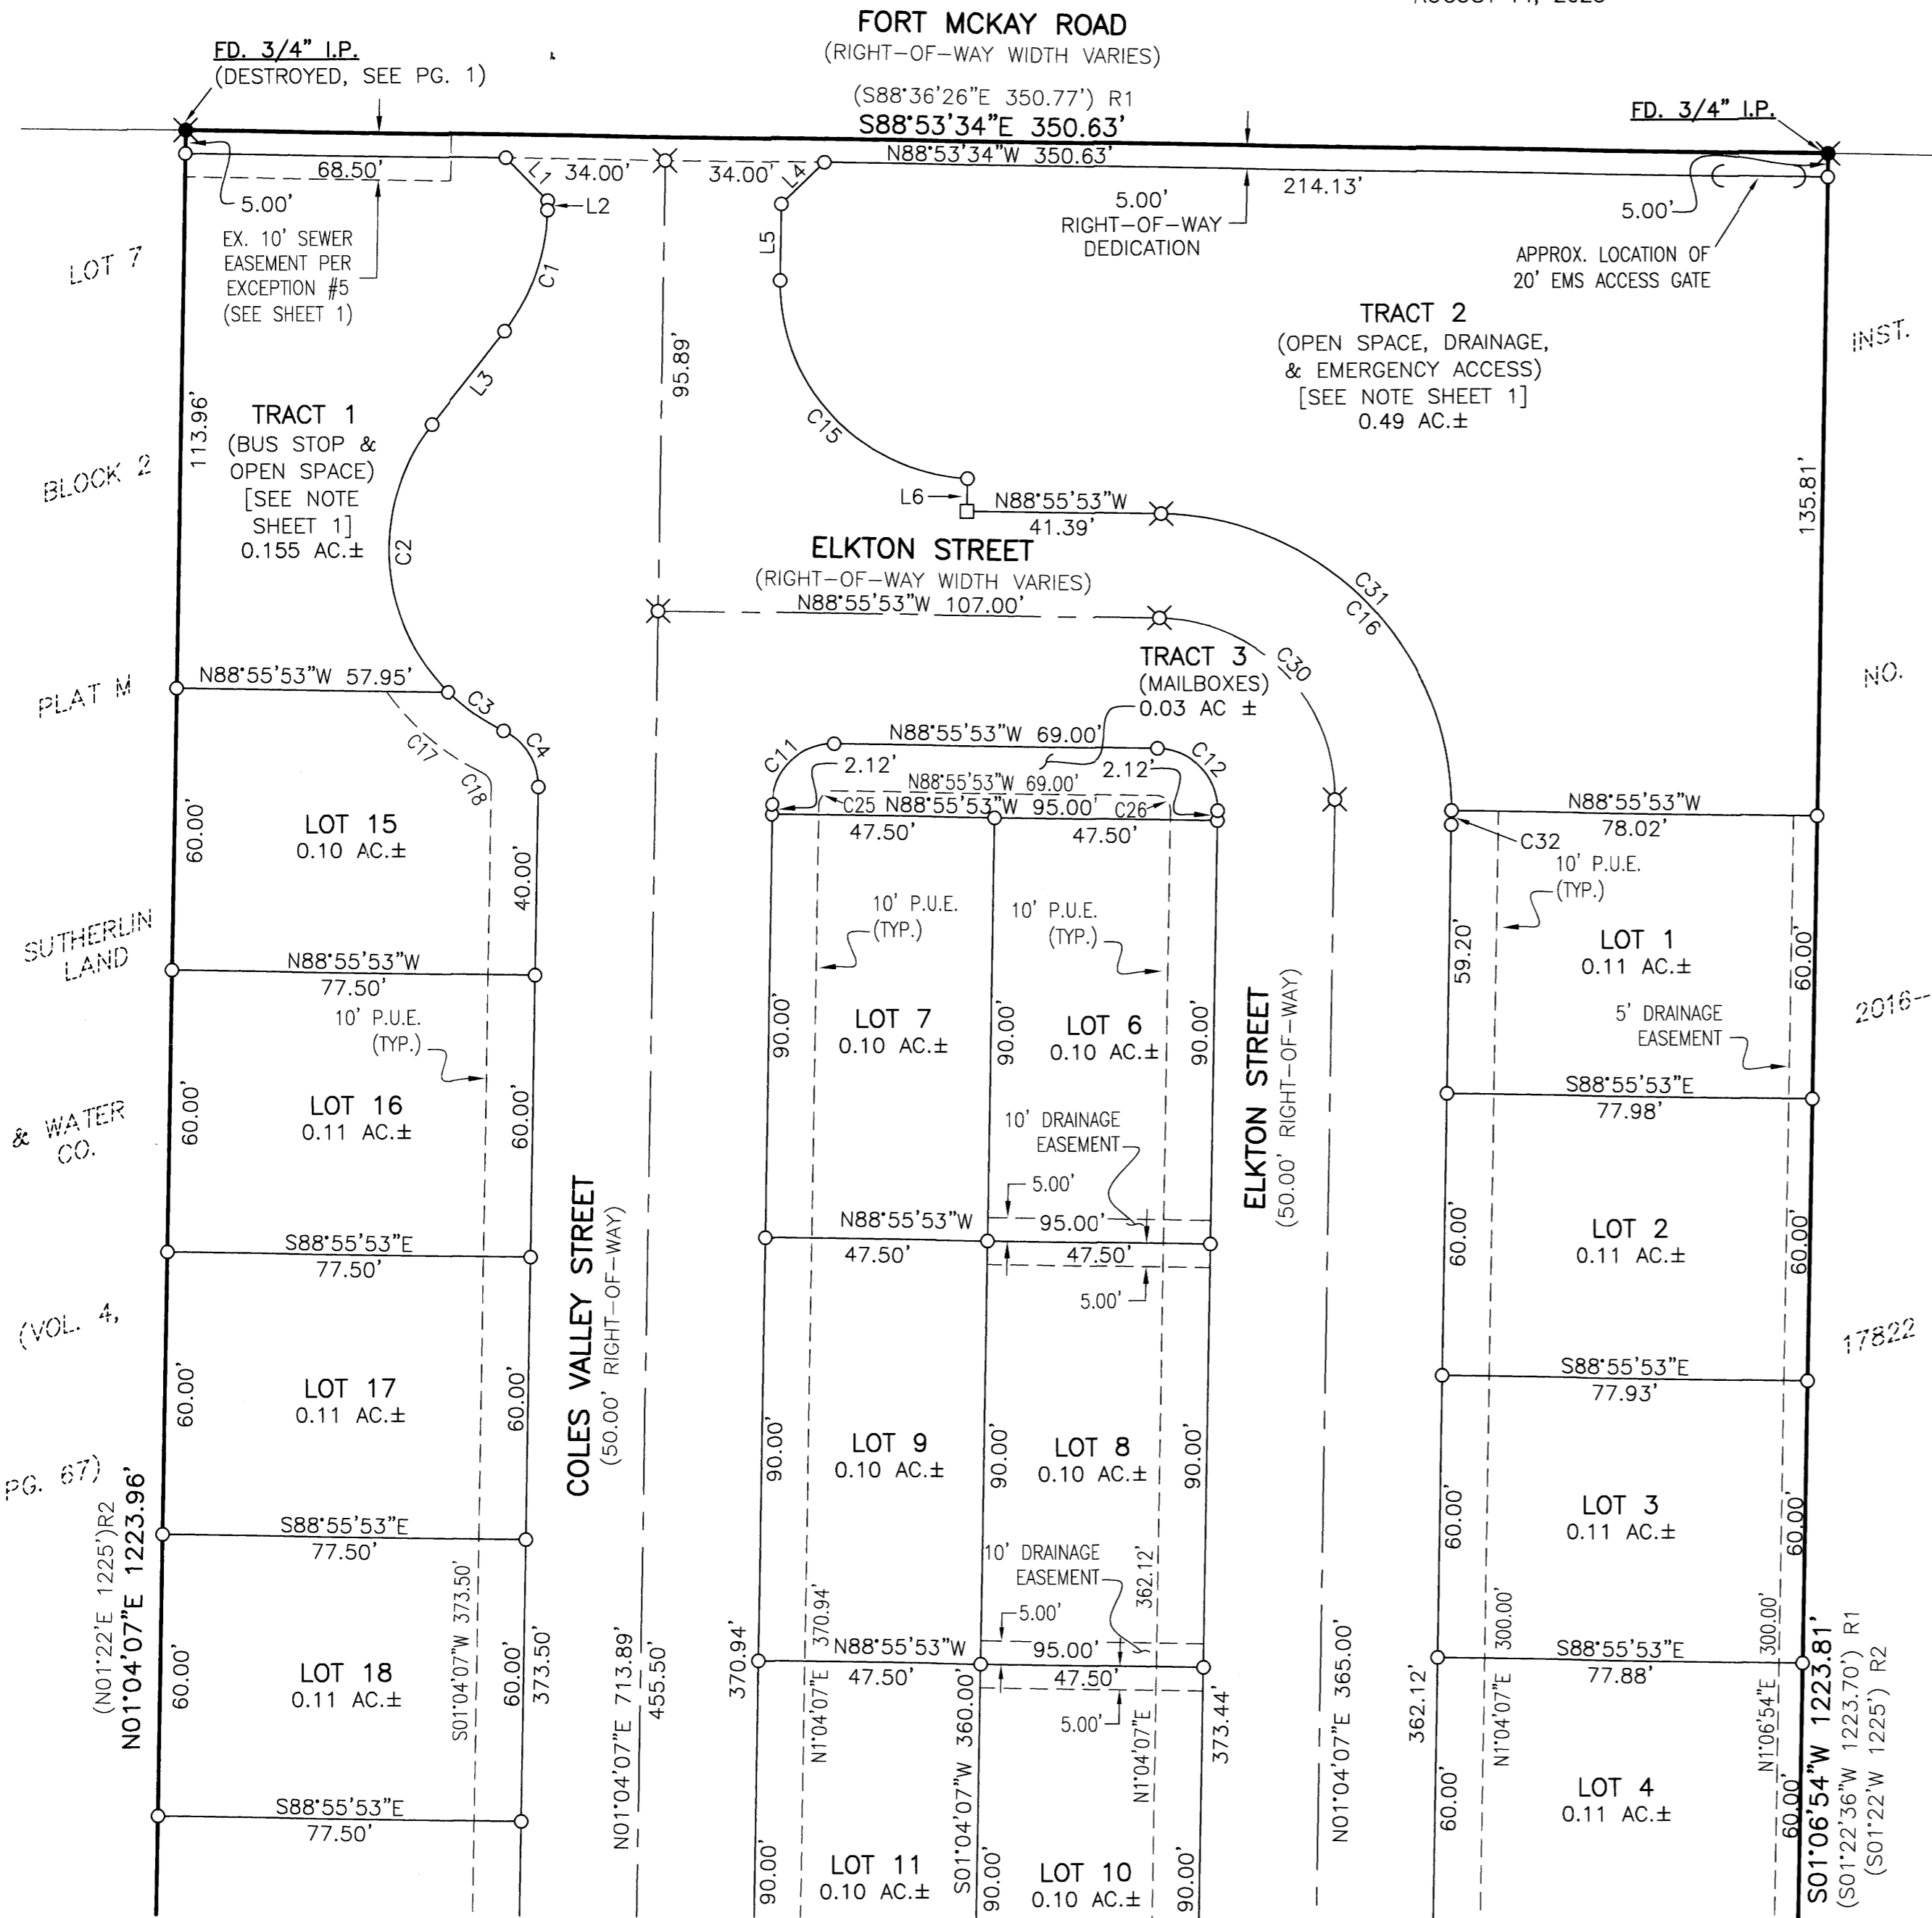 FORT MCKAY ROAD
(RIGHT-OF-WAY WIDTH VARIES)
FD. 3/4" I.P.
(DESTROYED, SEE PG. 1)
(S88°36'26"E 350.77') R1
S88°53'34"E 350.63'
FD. 3/4" I.P.
N88°53'34"W 350.63'
68.50'
L1
34.00'
34.00'
L4
214.13'
5.00'
L2
5.00'
RIGHT-OF-WAY
DEDICATION
5.00'
EX. 10' SEWER
EASEMENT PER
EXCEPTION #5
(SEE SHEET 1)
L5
C1
APPROX. LOCATION OF
20' EMS ACCESS GATE
LOT 7
BLOCK 2
PLAT M
SUTHERLIN
LAND
& WATER
CO.
(VOL. 4,
PG. 67)
INST.
NO.
2016-
17822
95.89'
L3
113.96'
TRACT 1
(BUS STOP &
OPEN SPACE)
[SEE NOTE
SHEET 1]
0.155 AC.±
C2
C15
TRACT 2
(OPEN SPACE, DRAINAGE,
& EMERGENCY ACCESS)
[SEE NOTE SHEET 1]
0.49 AC.±
135.81'
L6
N88°55'53"W
41.39'
ELKTON STREET
(RIGHT-OF-WAY WIDTH VARIES)
N88°55'53"W 107.00'
C31
C16
C30
TRACT 3
(MAILBOXES)
0.03 AC ±
N88°55'53"W 57.95'
C3
C4
C17
C18
C11
N88°55'53"W 69.00'
C12
2.12'
2.12'
N88°55'53"W 69.00'
C25
N88°55'53"W 95.00'
C26
47.50'
47.50'
N88°55'53"W
78.02'
C32
60.00'
LOT 15
0.10 AC.±
40.00'
10' P.U.E.
(TYP.)
10' P.U.E.
(TYP.)
10' P.U.E.
(TYP.)
59.20'
LOT 1
0.11 AC.±
60.00'
N88°55'53"W
77.50'
10' P.U.E.
(TYP.)
90.00'
LOT 7
0.10 AC.±
90.00'
LOT 6
0.10 AC.±
90.00'
ELKTON STREET
(50.00' RIGHT-OF-WAY)
5' DRAINAGE
EASEMENT
60.00'
LOT 16
0.11 AC.±
60.00'
S88°55'53"E
77.98'
10' DRAINAGE
EASEMENT
5.00'
COLES VALLEY STREET
(50.00' RIGHT-OF-WAY)
N88°55'53"W
95.00'
47.50'
47.50'
5.00'
60.00'
LOT 2
0.11 AC.±
60.00'
S88°55'53"E
77.50'
60.00'
LOT 17
0.11 AC.±
60.00'
S88°55'53"E
77.93'
90.00'
LOT 9
0.10 AC.±
90.00'
LOT 8
0.10 AC.±
90.00'
60.00'
LOT 3
0.11 AC.±
60.00'
S88°55'53"E
77.50'
(N01°22'E 1225')R2
N01°04'07"E 1223.96'
S01°04'07"W 373.50'
10' DRAINAGE
EASEMENT
362.12'
5.00'
370.94'
N1°04'07"E
N88°55'53"W
95.00'
47.50'
47.50'
5.00'
N1°04'07"E
S88°55'53"E
77.88'
300.00'
N1°04'07"E
300.00'
N1°06'54"E
60.00'
LOT 18
0.11 AC.±
60.00'
373.50'
N01°04'07"E 713.89'
455.50'
370.94'
S01°04'07"W 360.00'
373.44'
N01°04'07"E 365.00'
362.12'
60.00'
LOT 4
0.11 AC.±
60.00'
S01°06'54"W 1223.81'
(S01°22'36"W 1223.70') R1
(S01°22'W 1225') R2
S88°55'53"E
77.50'
90.00'
LOT 11
0.10 AC.±
90.00'
LOT 10
0.10 AC.±
90.00'